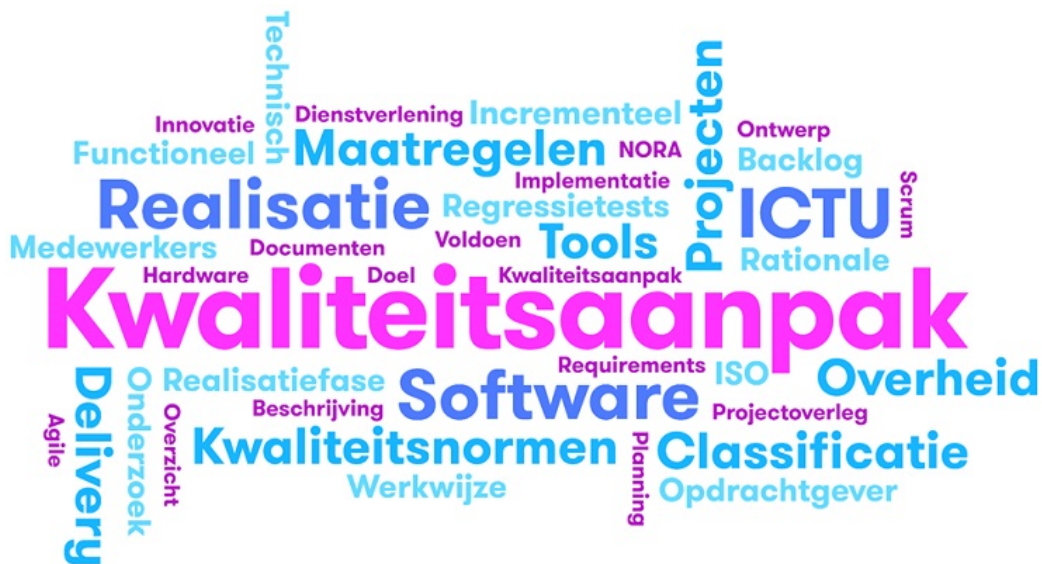 Technisch
Projecten
Innovatie
Dienstverlening
Incrementeel
Ontwerp
Functioneel
Maatregelen
NORA
Backlog
Implementatie
Scrum
Realisatie
Regressietests
ICTU
Medewerkers
Documenten
Voldoen
Tools
Rationale
Hardware
Doel
Kwaliteitsaanpak
Kwaliteitsaanpak
Requirements
ISO
Overheid
Delivery
Onderzoek
Realisatiefase
Software
Agile
Overzicht
Beschrijving
Projectoverleg
Kwaliteitsnormen
Planning
Classificatie
Werkwijze
Opdrachtgever